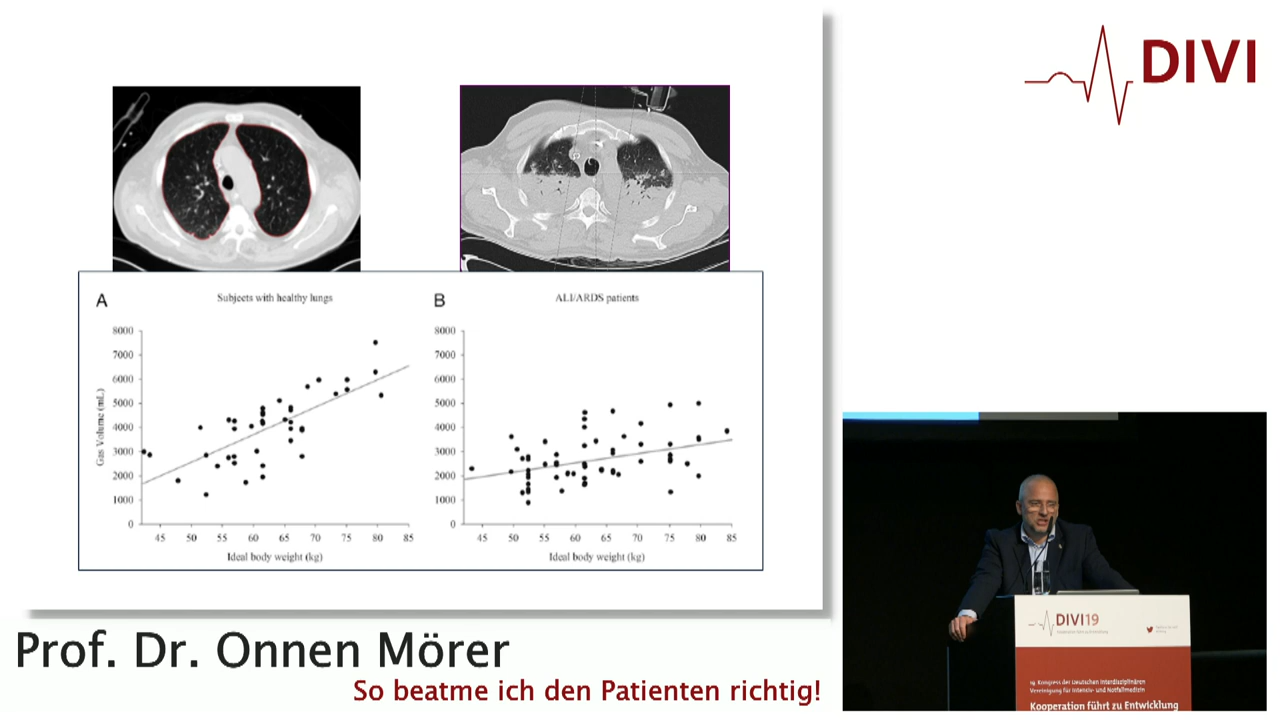 DIVI
A
Subjects with healthy lungs
B
ALI/ARDS patients
Gas Volume (mL)
8000
7000
6000
5000
4000
3000
2000
1000
0
45 50 55 60 65 70 75 80 85
Ideal body weight (kg)
8000
7000
6000
5000
4000
3000
2000
1000
0
45 50 55 60 65 70 75 80 85
Ideal body weight (kg)
Prof. Dr. Onnen Mörer
So beatme ich den Patienten richtig!
DIVI19
19. Kongress der Deutschen Interdisziplinären
Vereinigung für Intensiv- und Notfallmedizin
Kooperation führt zu Entwicklung